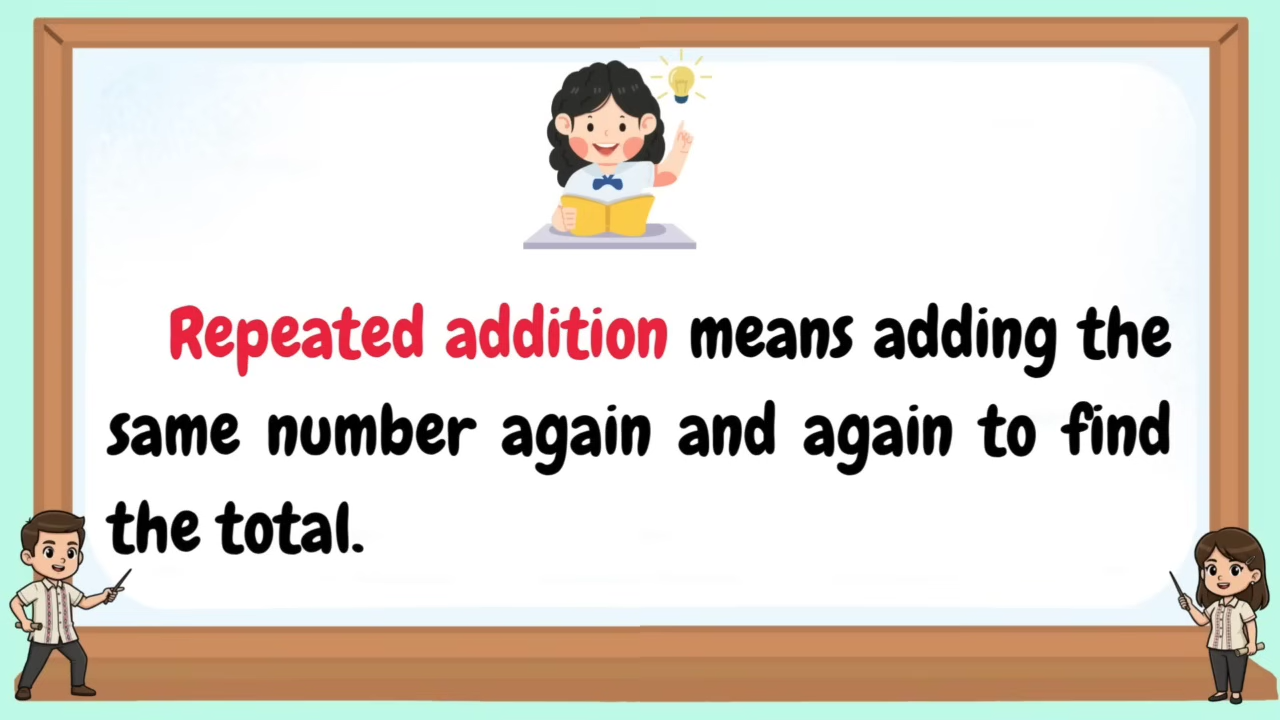 Repeated addition means adding the
same number again and again to find
the total.